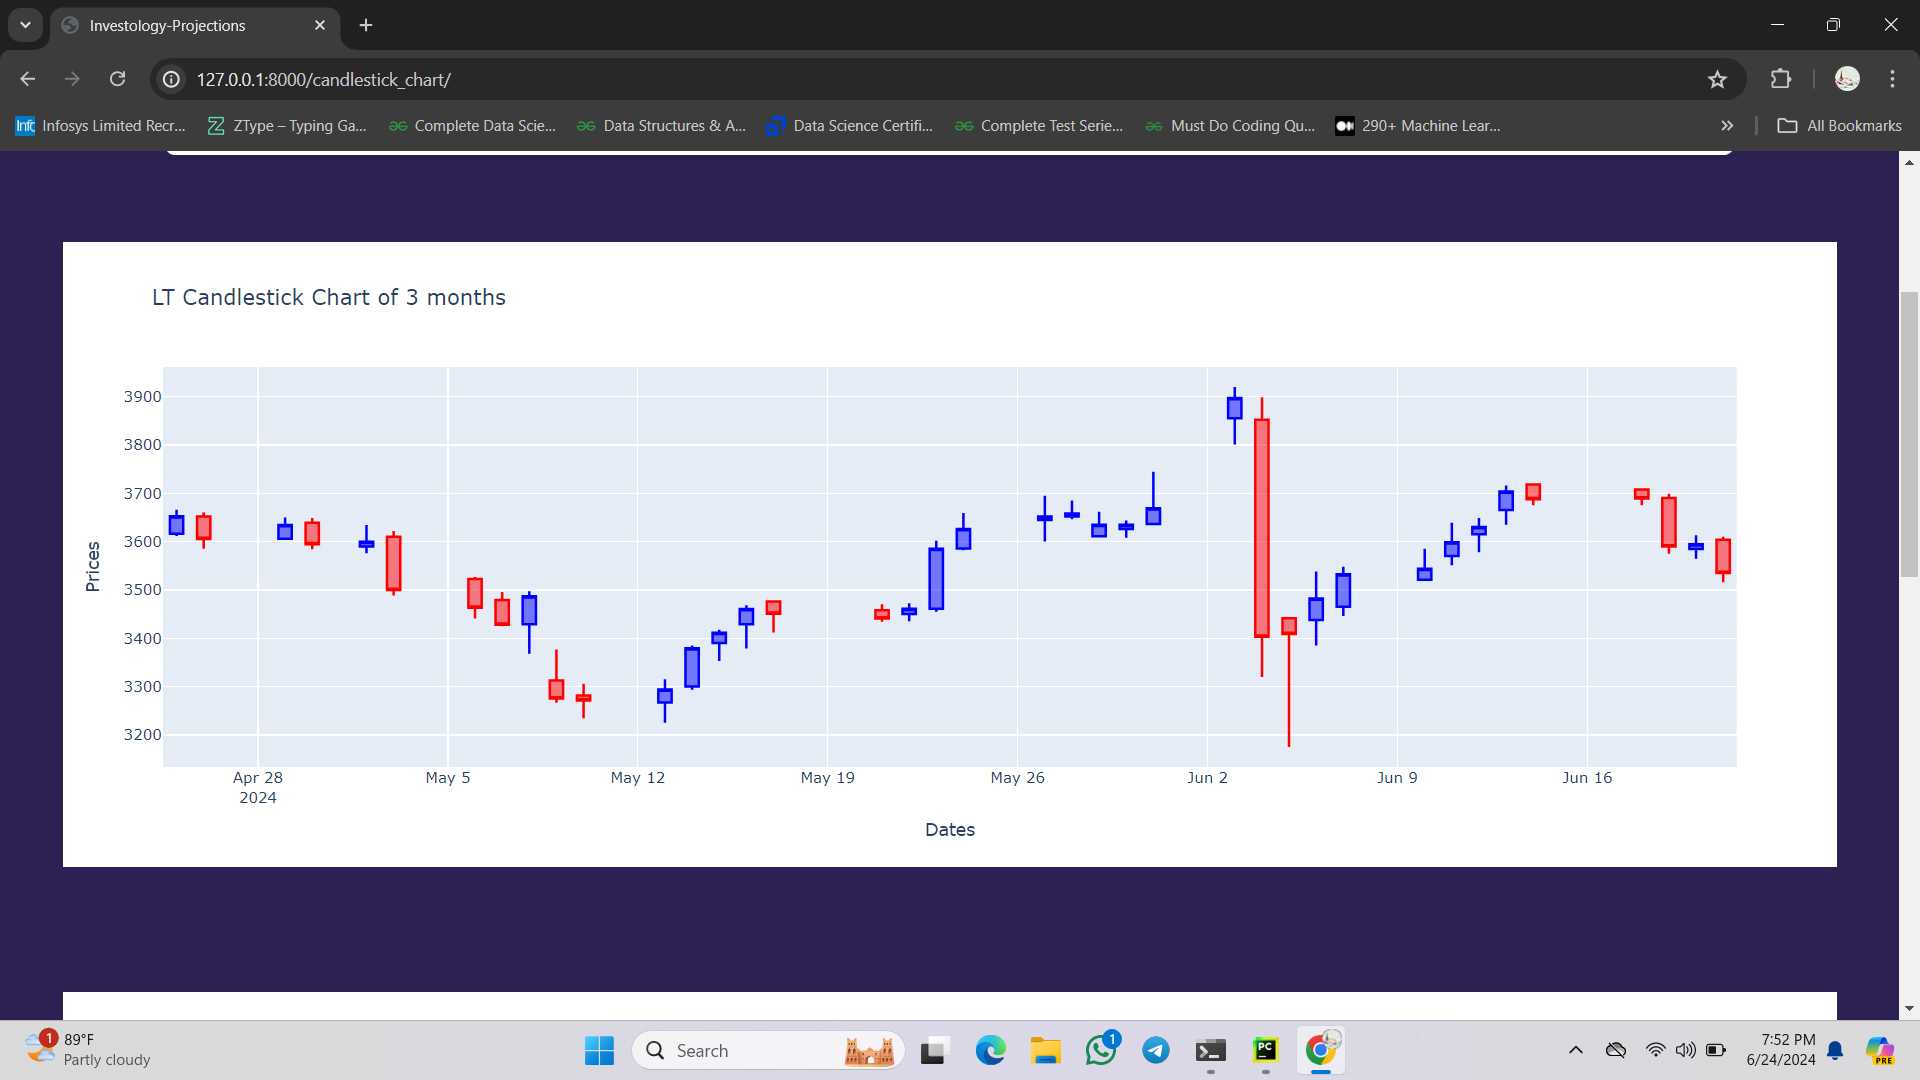 Investology-Projections
127.0.0.1:8000/candlestick_chart/
Infosys Limited Recr...
ZType – Typing Ga...
Complete Data Scie...
Data Structures & A...
Data Science Certifi...
Complete Test Serie...
Must Do Coding Qu...
290+ Machine Lear...
All Bookmarks
LT Candlestick Chart of 3 months
3900
3800
3700
3600
3500
3400
3300
3200
Prices
Apr 28
2024
May 5
May 12
May 19
May 26
Jun 2
Jun 9
Jun 16
Dates
1
89°F
Partly cloudy
Search
1
PC
PRE
7:52 PM
6/24/2024